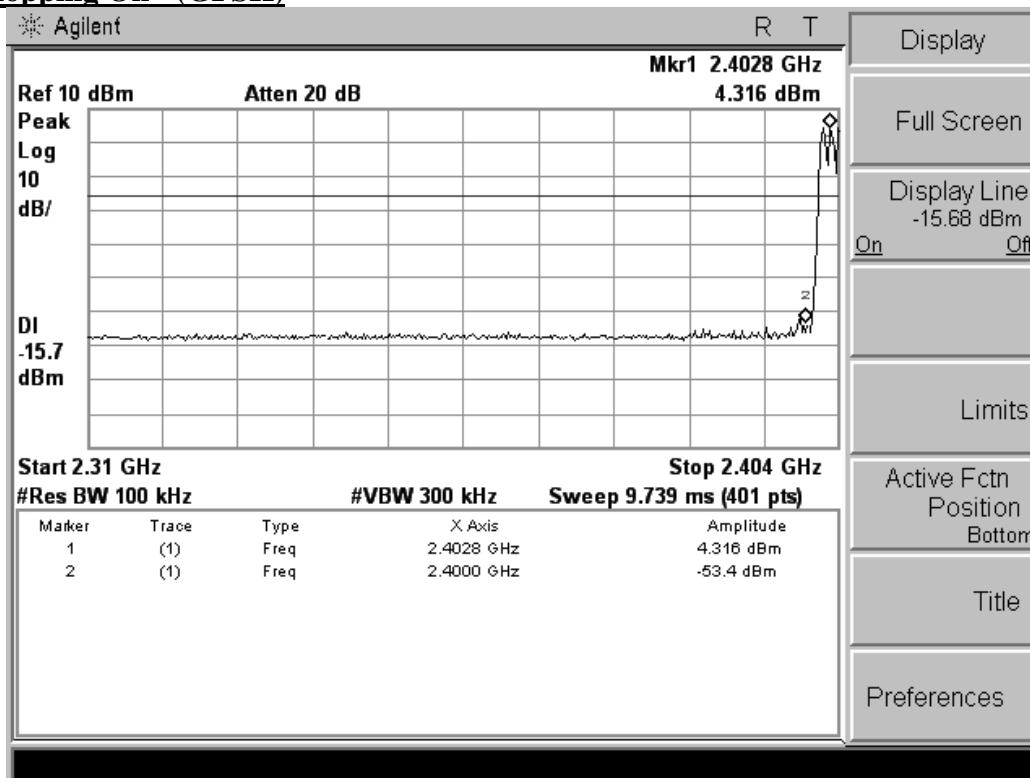 Agilent R T
Mkr1 2.4028 GHz
Ref 10 dBm Atten 20 dB 4.316 dBm
Peak
Log
10
dB/
2
DI
-15.7
dBm
Start 2.31 GHz Stop 2.404 GHz
#Res BW 100 kHz #VBW 300 kHz Sweep 9.739 ms (401 pts)
Marker Trace Type X Axis Amplitude
1 (1) Freq 2.4028 GHz 4.316 dBm
2 (1) Freq 2.4000 GHz -53.4 dBm
Display
Full Screen
Display Line
-15.68 dBm
On Off
Limits
Active Fctn
Position
Bottom
Title
Preferences